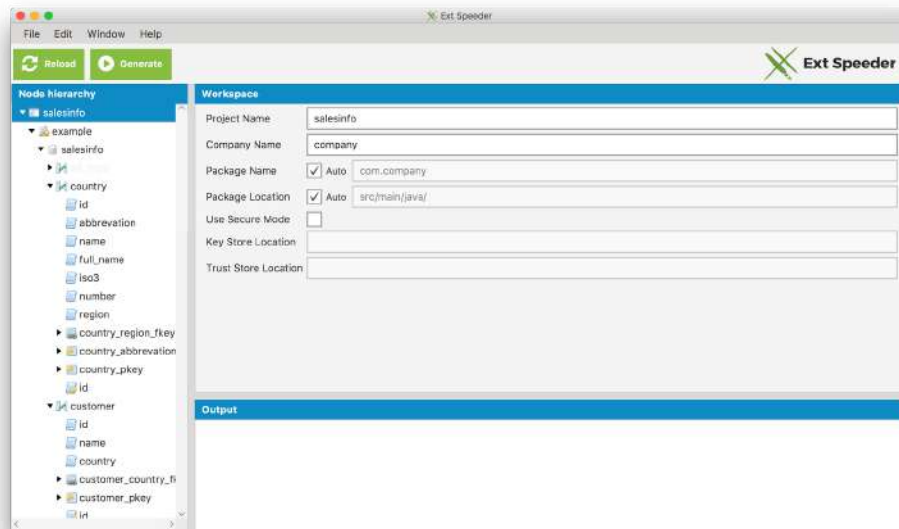 Ext Speeder
File Edit Window Help
Reload Generate
Ext Speeder
Node hierarchy
salesinfo
example
salesinfo
country
id
abbrevation
name
full_name
iso3
number
region
country_region_fkey
country_abbrevation
country_pkey
id
customer
id
name
country
customer_country_f
customer_pkey
id
Workspace
Project Name salesinfo
Company Name company
Package Name Auto com.company
Package Location Auto src/main/java/
Use Secure Mode
Key Store Location
Trust Store Location
Output